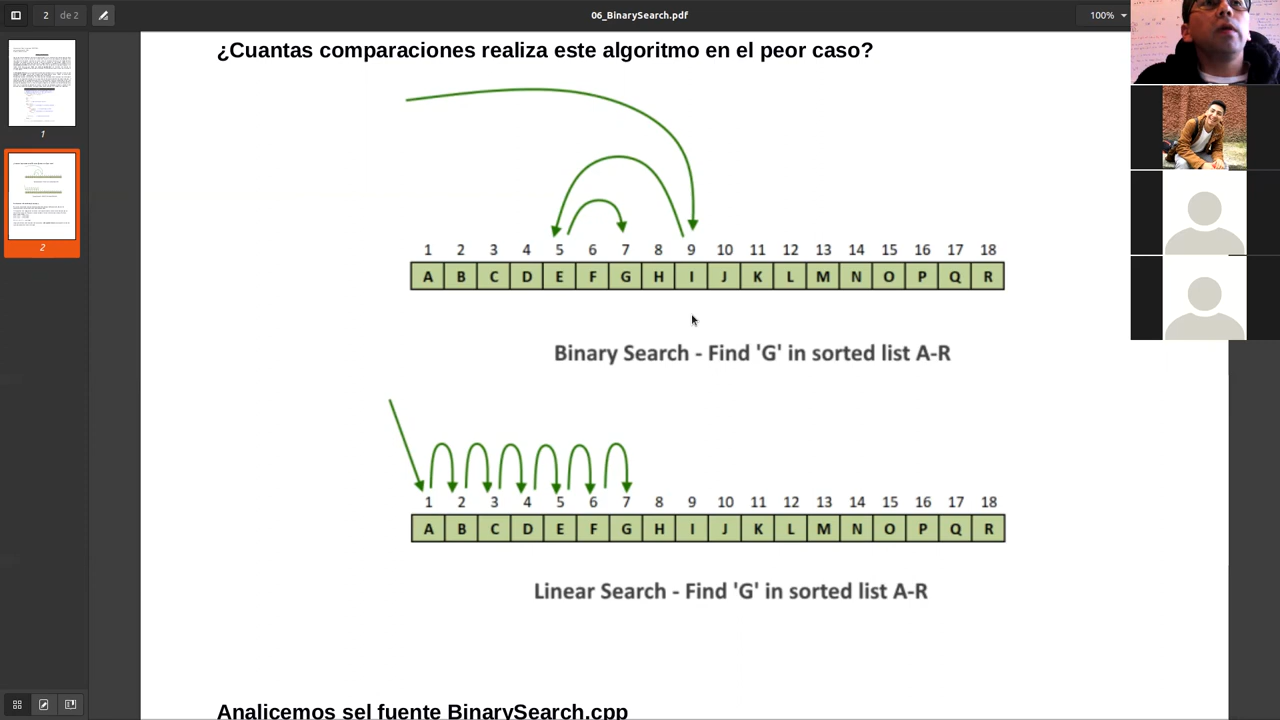 2 de 2
06_BinarySearch.pdf
100%
1
2
¿Cuantas comparaciones realiza este algoritmo en el peor caso?
1 2 3 4 5 6 7 8 9 10 11 12 13 14 15 16 17 18
A B C D E F G H I J K L M N O P Q R
Binary Search - Find 'G' in sorted list A-R
1 2 3 4 5 6 7 8 9 10 11 12 13 14 15 16 17 18
A B C D E F G H I J K L M N O P Q R
Linear Search - Find 'G' in sorted list A-R
Analicemos sel fuente BinarySearch.cpp